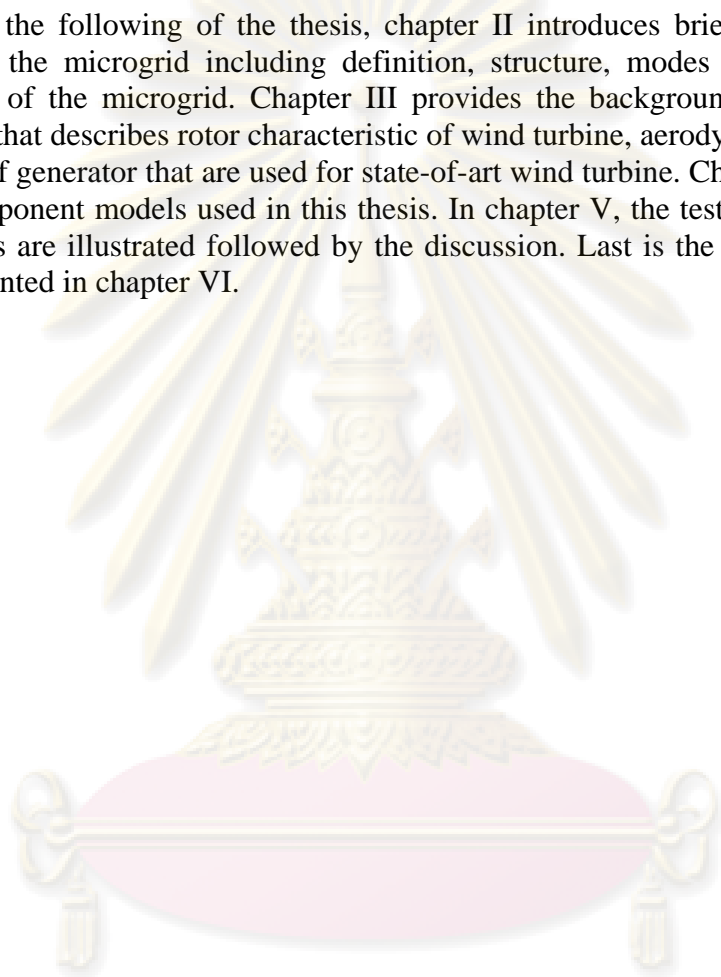 the following of the thesis, chapter II introduces brie
the microgrid including definition, structure, modes
of the microgrid. Chapter III provides the background
that describes rotor characteristic of wind turbine, aerody
f generator that are used for state-of-art wind turbine. Ch
ponent models used in this thesis. In chapter V, the test
s are illustrated followed by the discussion. Last is the
nted in chapter VI.